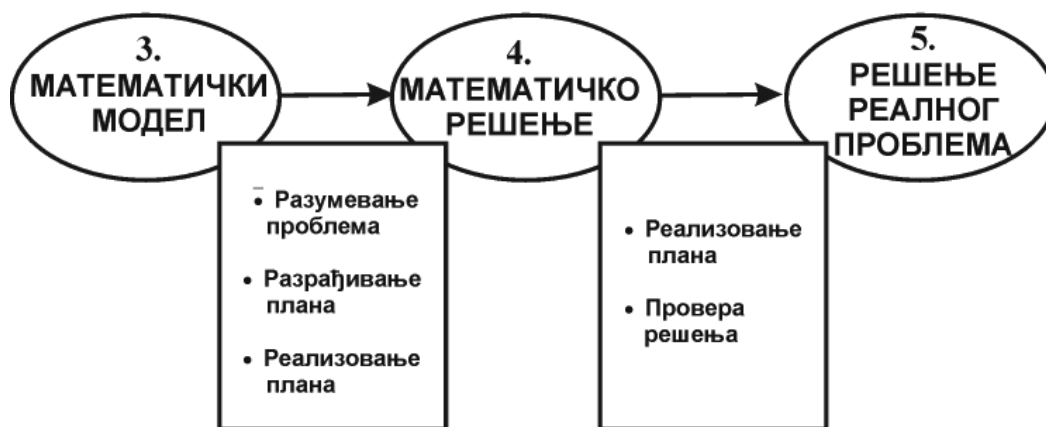 3.
МАТЕМАТИЧКИ
МОДЕЛ
4.
МАТЕМАТИЧКО
РЕШЕЊЕ
5.
РЕШЕЊЕ
РЕАЛНОГ
ПРОБЛЕМА
• Разумевање
проблема
• Разрађивање
плана
• Реализовање
плана
• Реализовање
плана
• Провера
решења